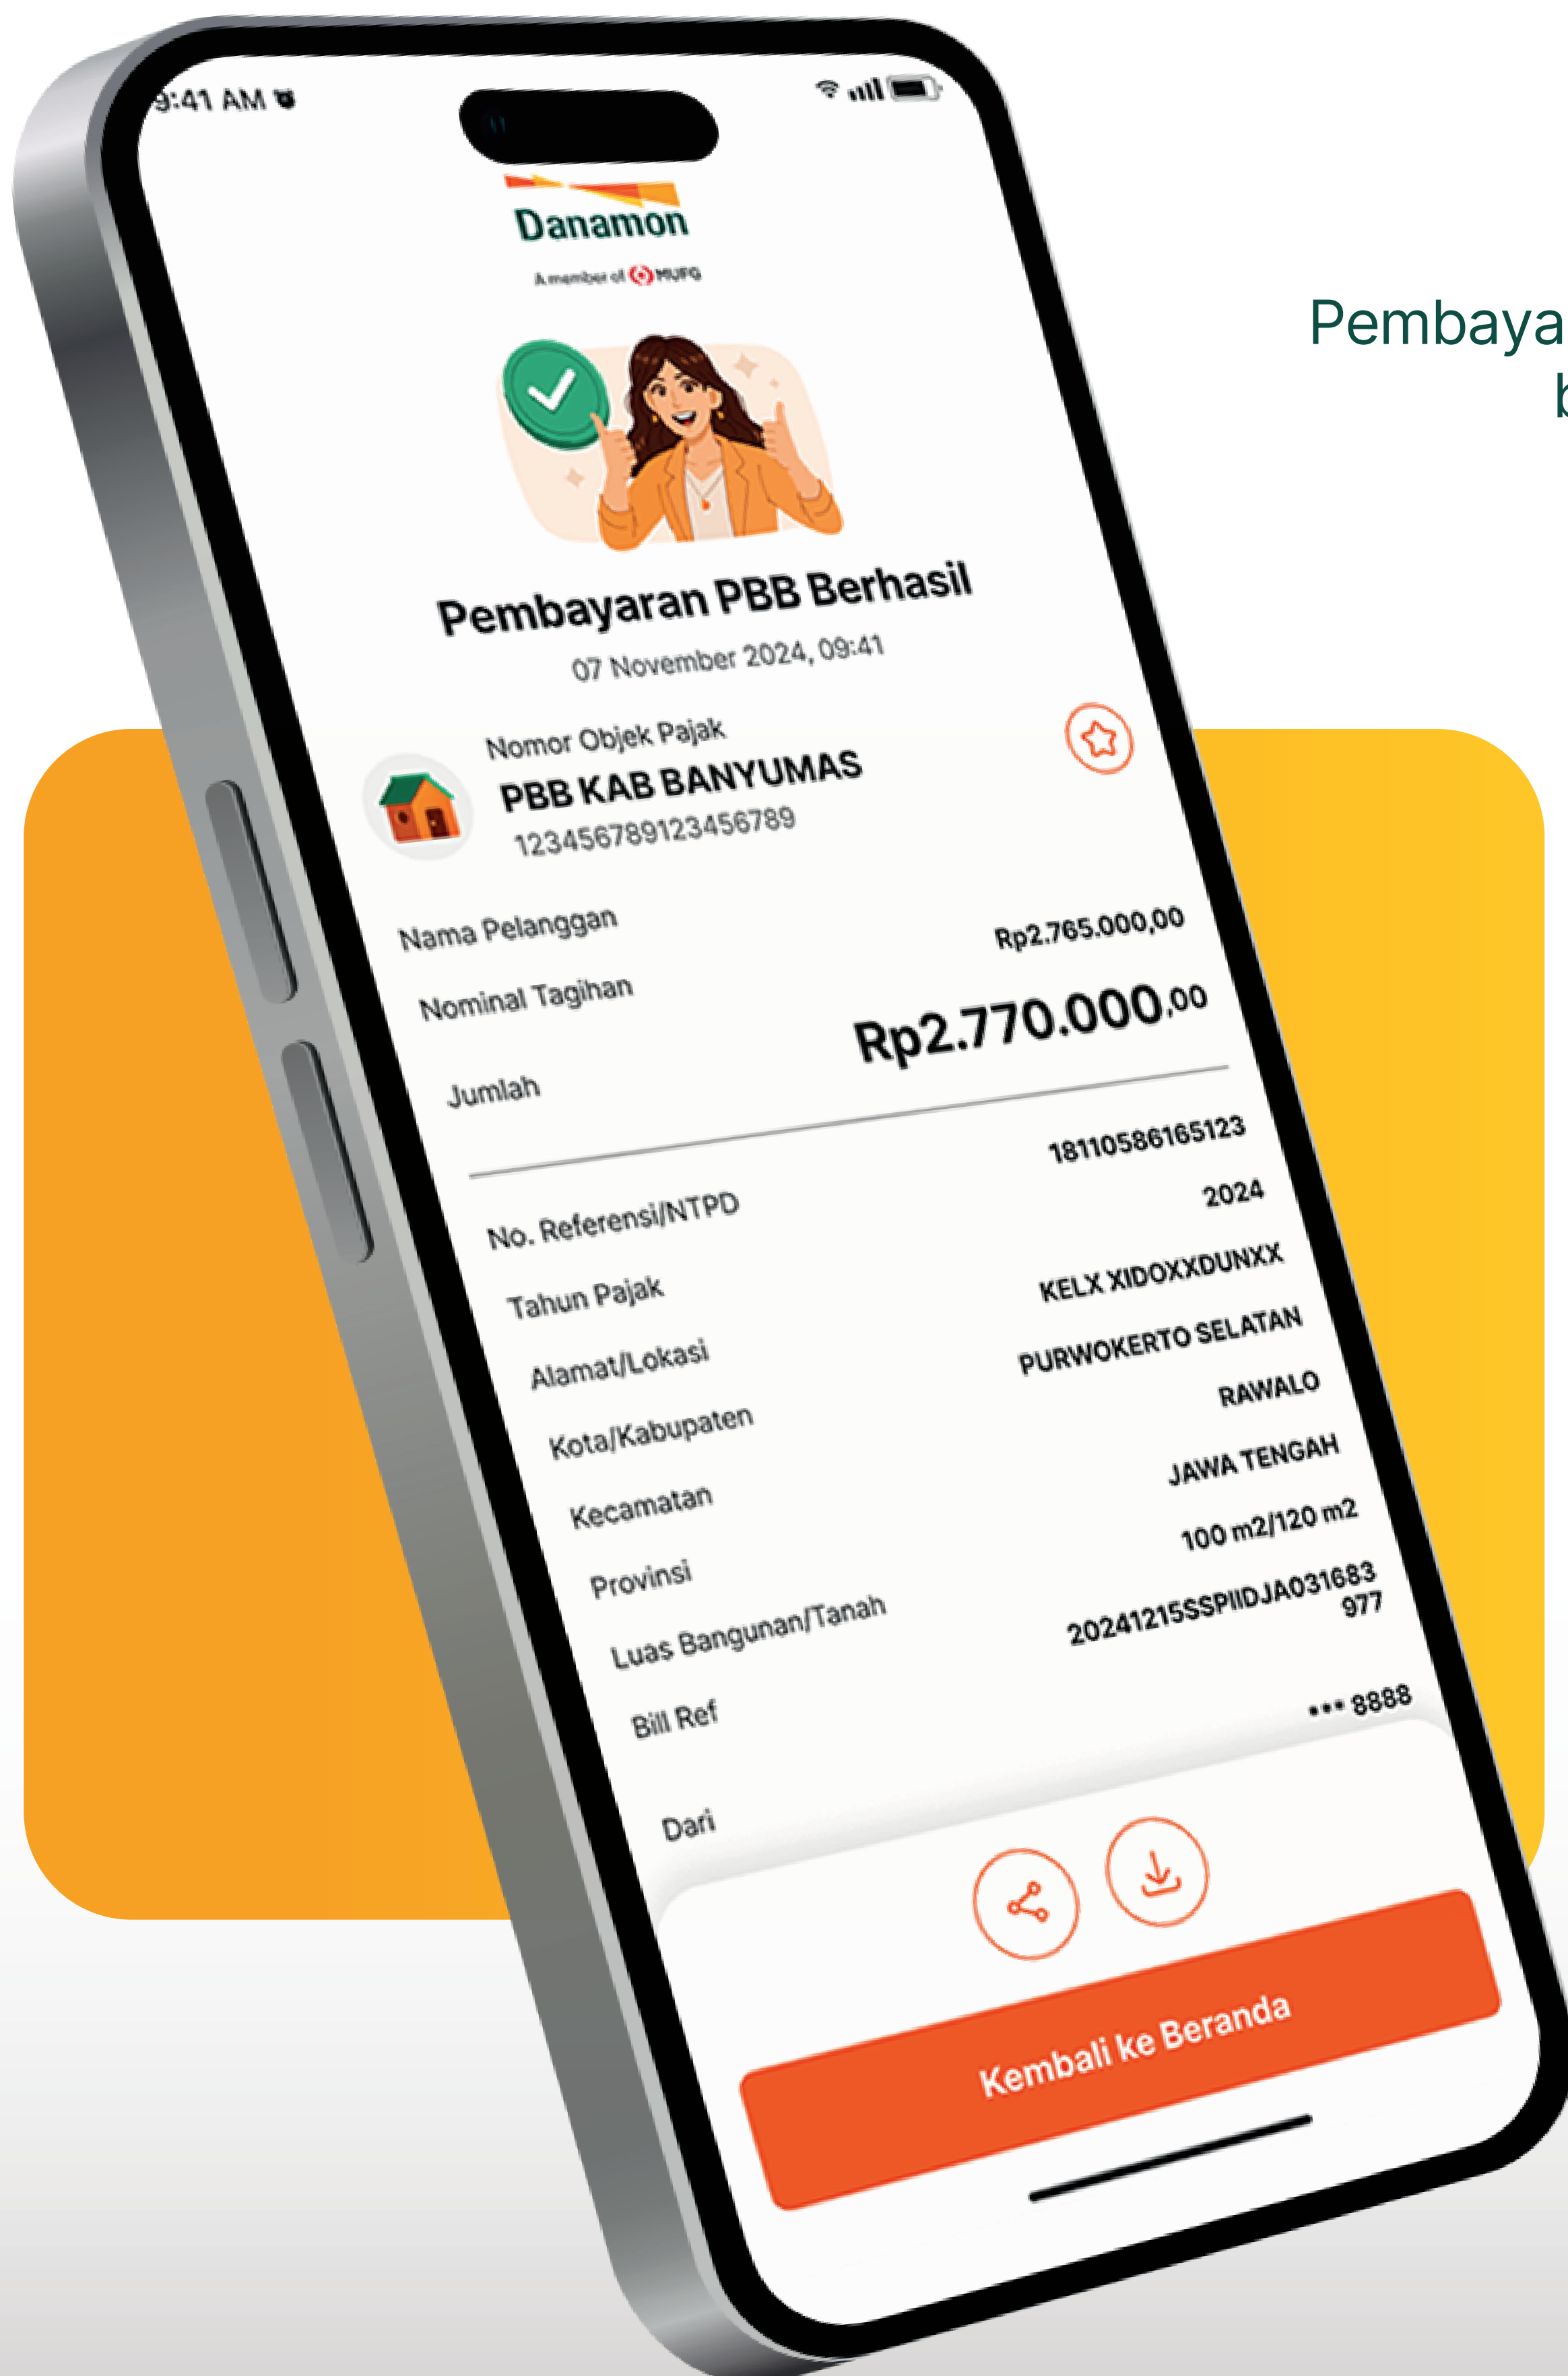 9:41 AM
Danamon
A member of MUFG
Pembaya
b
Pembayaran PBB Berhasil
07 November 2024, 09:41
Nomor Objek Pajak
PBB KAB BANYUMAS
123456789123456789
Nama Pelanggan
Nominal Tagihan Rp2.765.000,00
Jumlah Rp2.770.000,00
No. Referensi/NTPD 18110586165123
Tahun Pajak 2024
Alamat/Lokasi KELX XIDOXXDUNXX
Kota/Kabupaten PURWOKERTO SELATAN
Kecamatan RAWALO
Provinsi JAWA TENGAH
Luas Bangunan/Tanah 100 m2/120 m2
Bill Ref 20241215SSPIIDJA031683
977
Dari ••• 8888
Kembali ke Beranda